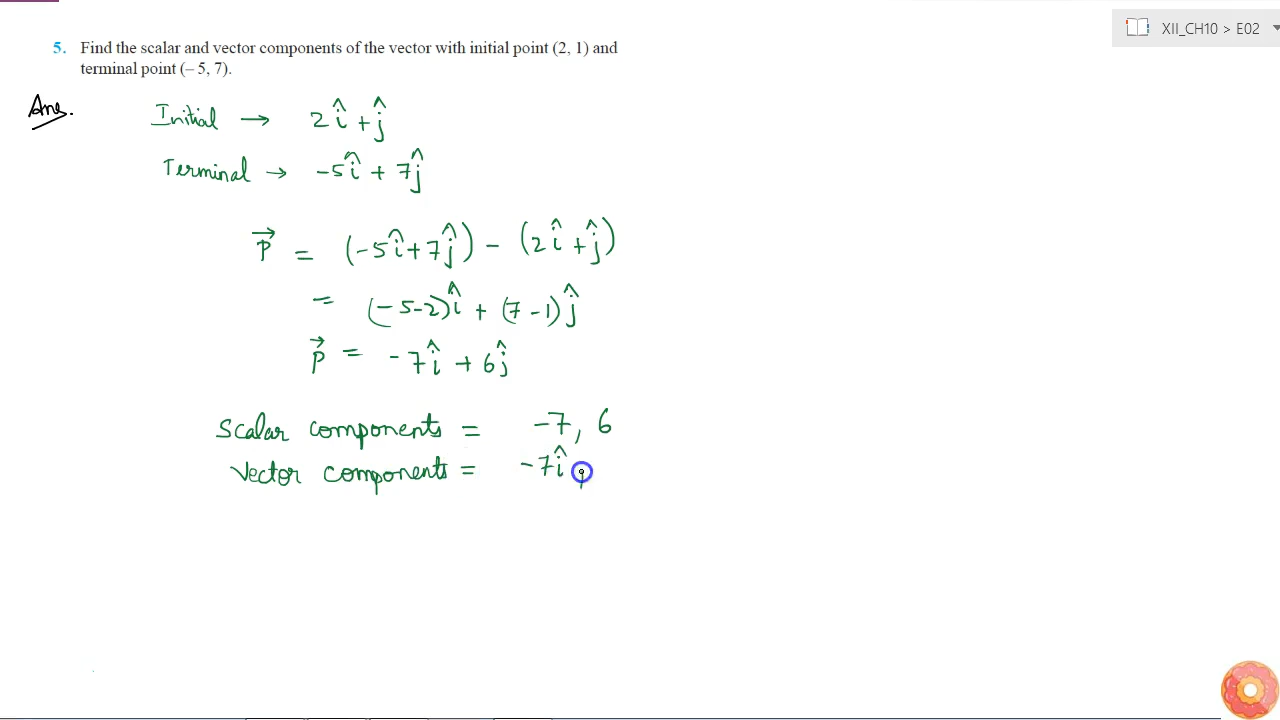 XII_CH10 > E02
5. Find the scalar and vector components of the vector with initial point (2, 1) and
terminal point (– 5, 7).
Ans.
Initial → 2î + ĵ
Terminal → -5î + 7ĵ
p⃗ = (-5î + 7ĵ) - (2î + ĵ)
= (-5-2)î + (7-1)ĵ
p⃗ = -7î + 6ĵ
Scalar components = -7, 6
Vector components = -7î ,